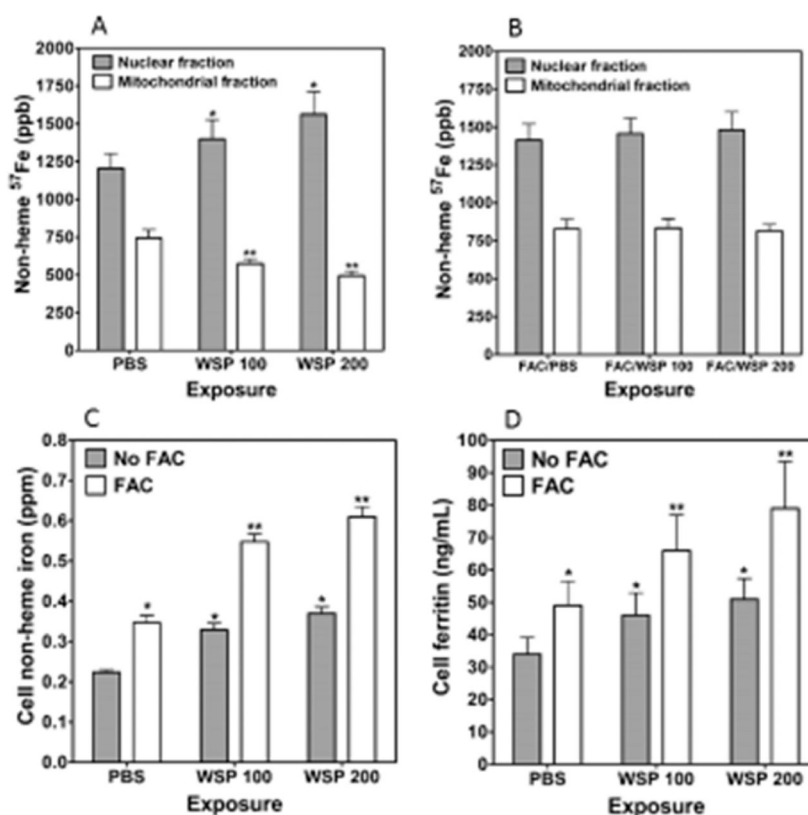 A
Non-heme ⁵⁷Fe (ppb)
2000
1750
1500
1250
1000
750
500
250
0
Nuclear fraction
Mitochondrial fraction
*
*
**
**
PBS WSP 100 WSP 200
Exposure
B
Non-heme ⁵⁷Fe (ppb)
2000
1750
1500
1250
1000
750
500
250
0
Nuclear fraction
Mitochondrial fraction
FAC/PBS FAC/WSP 100 FAC/WSP 200
Exposure
C
Cell non-heme iron (ppm)
0.8
0.7
0.6
0.5
0.4
0.3
0.2
0.1
0.0
No FAC
FAC
*
*
**
*
**
PBS WSP 100 WSP 200
Exposure
D
Cell ferritin (ng/mL)
100
90
80
70
60
50
40
30
20
10
0
No FAC
FAC
*
*
**
*
**
PBS WSP 100 WSP 200
Exposure